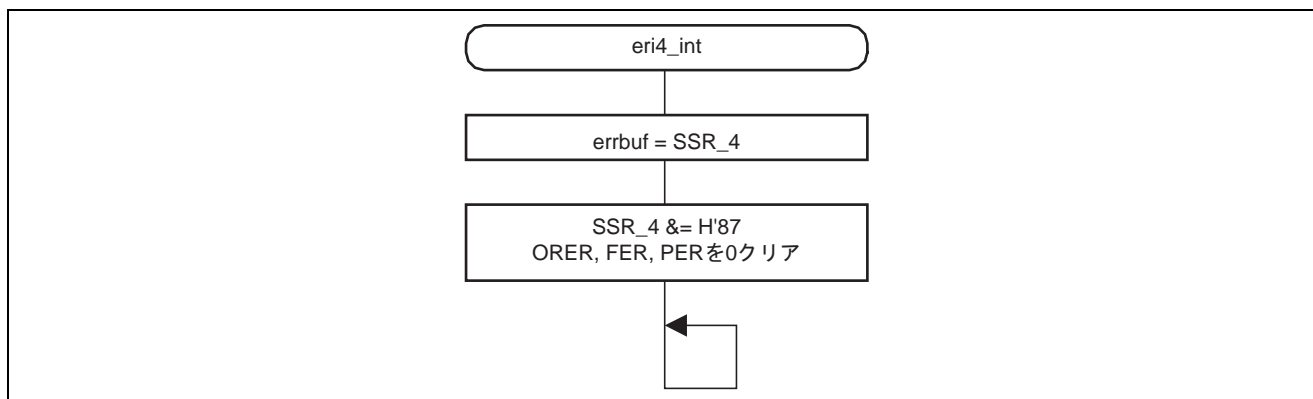 eri4_int
errbuf = SSR_4
SSR_4 &= H'87
ORER, FER, PERを0クリア